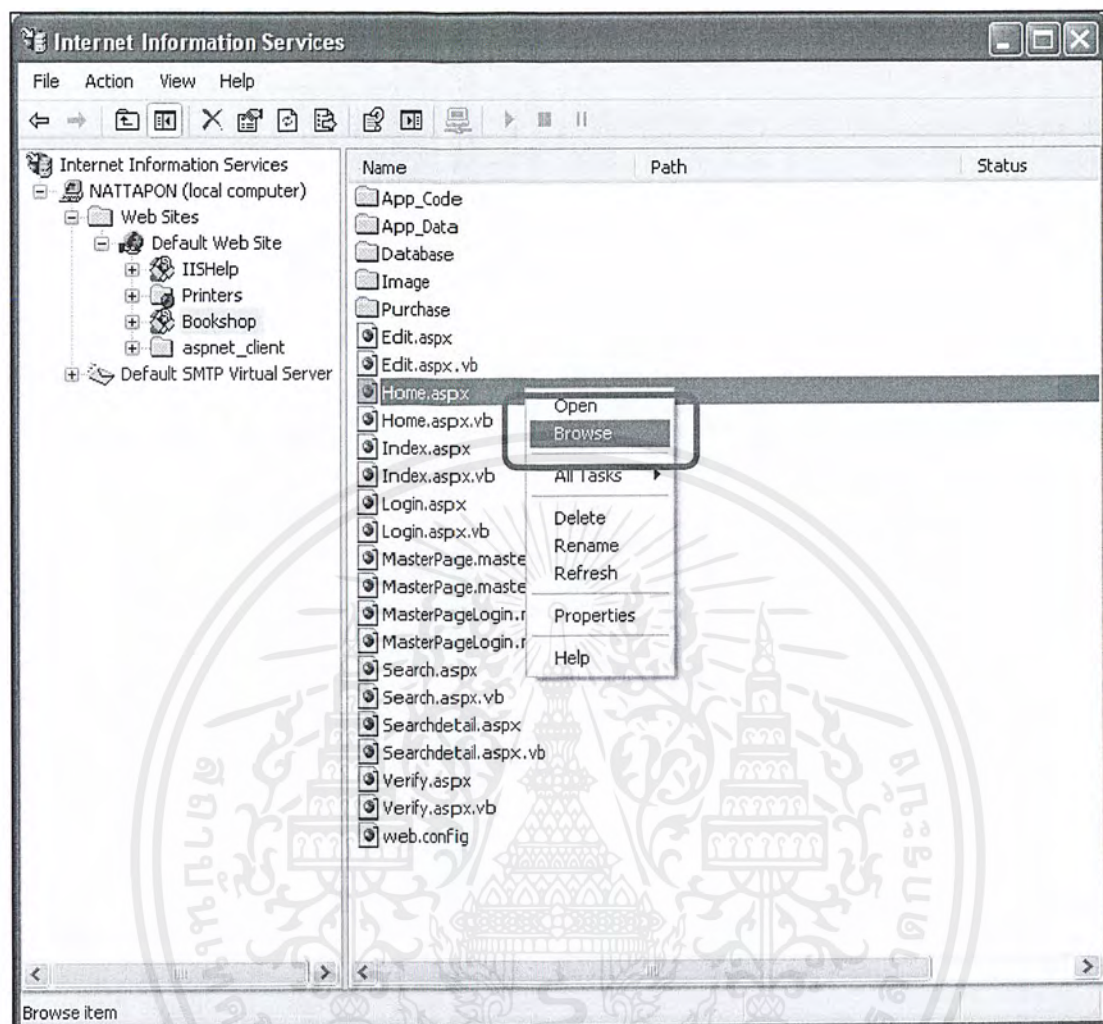 Internet Information Services
File Action View Help
Internet Information Services
NATTAPON (local computer)
Web Sites
Default Web Site
IISHelp
Printers
Bookshop
aspnet_client
Default SMTP Virtual Server
Name Path Status
App_Code
App_Data
Database
Image
Purchase
Edit.aspx
Edit.aspx.vb
Home.aspx
Home.aspx.vb
Index.aspx
Index.aspx.vb
Login.aspx
Login.aspx.vb
MasterPage.maste
MasterPage.maste
MasterPageLogin.r
MasterPageLogin.r
Search.aspx
Search.aspx.vb
Searchdetail.aspx
Searchdetail.aspx.vb
Verify.aspx
Verify.aspx.vb
web.config
Open
Browse
All Tasks
Delete
Rename
Refresh
Properties
Help
Browse item